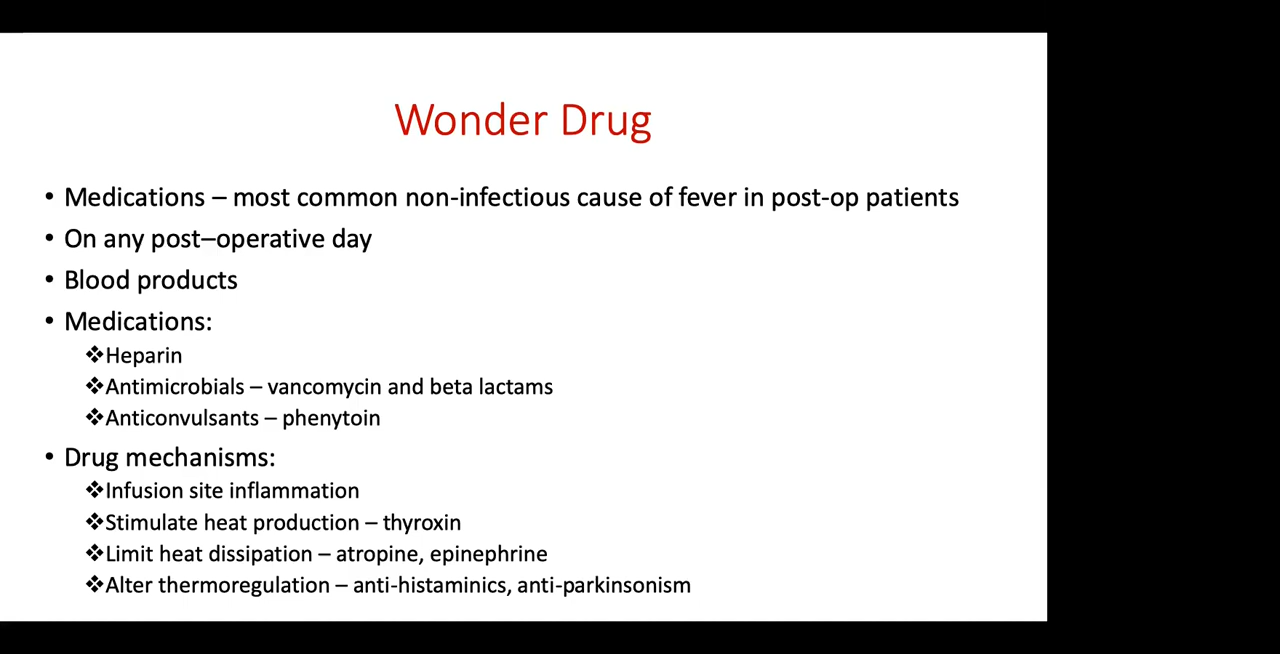 Wonder Drug
• Medications – most common non-infectious cause of fever in post-op patients
• On any post–operative day
• Blood products
• Medications:
❖Heparin
❖Antimicrobials – vancomycin and beta lactams
❖Anticonvulsants – phenytoin
• Drug mechanisms:
❖Infusion site inflammation
❖Stimulate heat production – thyroxin
❖Limit heat dissipation – atropine, epinephrine
❖Alter thermoregulation – anti-histaminics, anti-parkinsonism